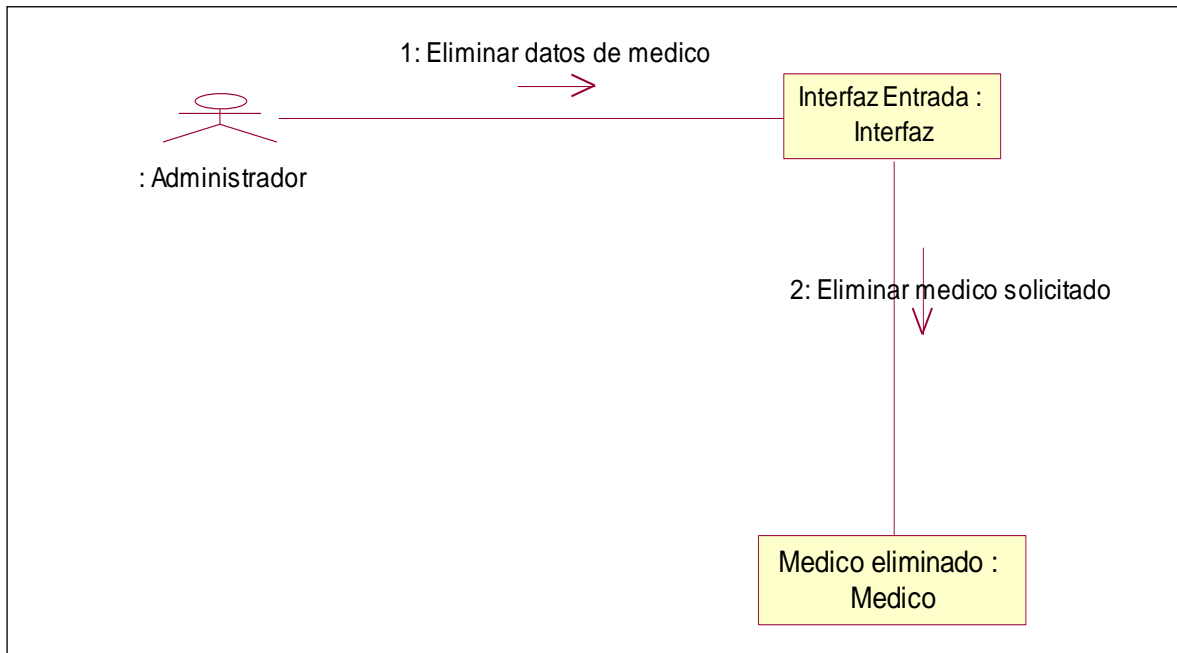 1: Eliminar datos de medico
Interfaz Entrada :
Interfaz
: Administrador
2: Eliminar medico solicitado
Medico eliminado :
Medico